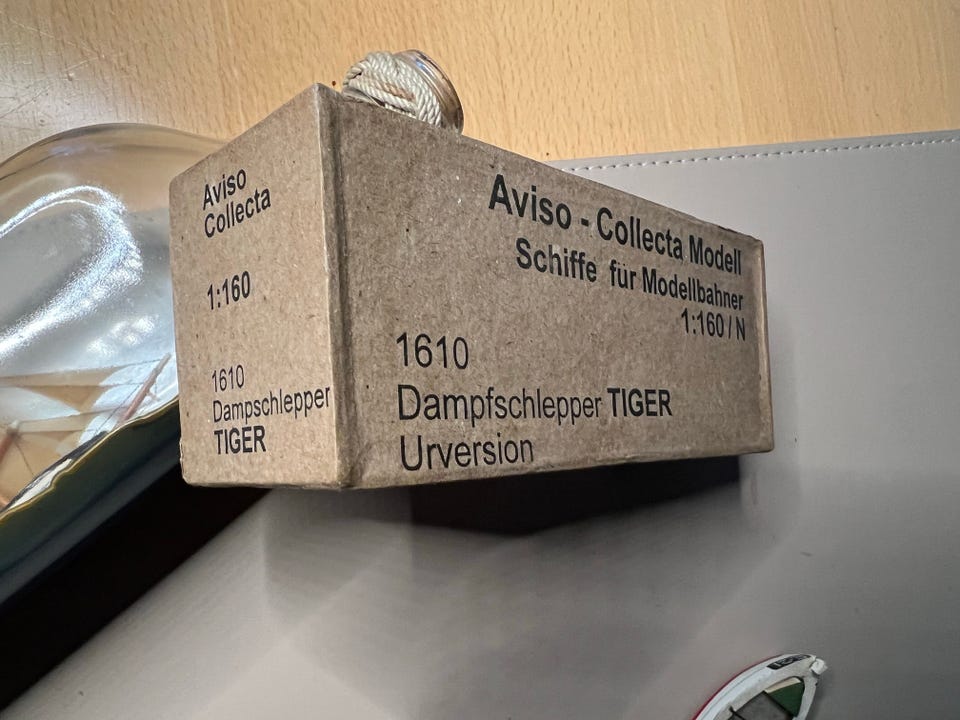 Aviso
Collecta
1:160
1610
Dampschlepper
TIGER
Aviso - Collecta Modell
Schiffe für Modellbahner
1:160 / N
1610
Dampfschlepper TIGER
Urversion